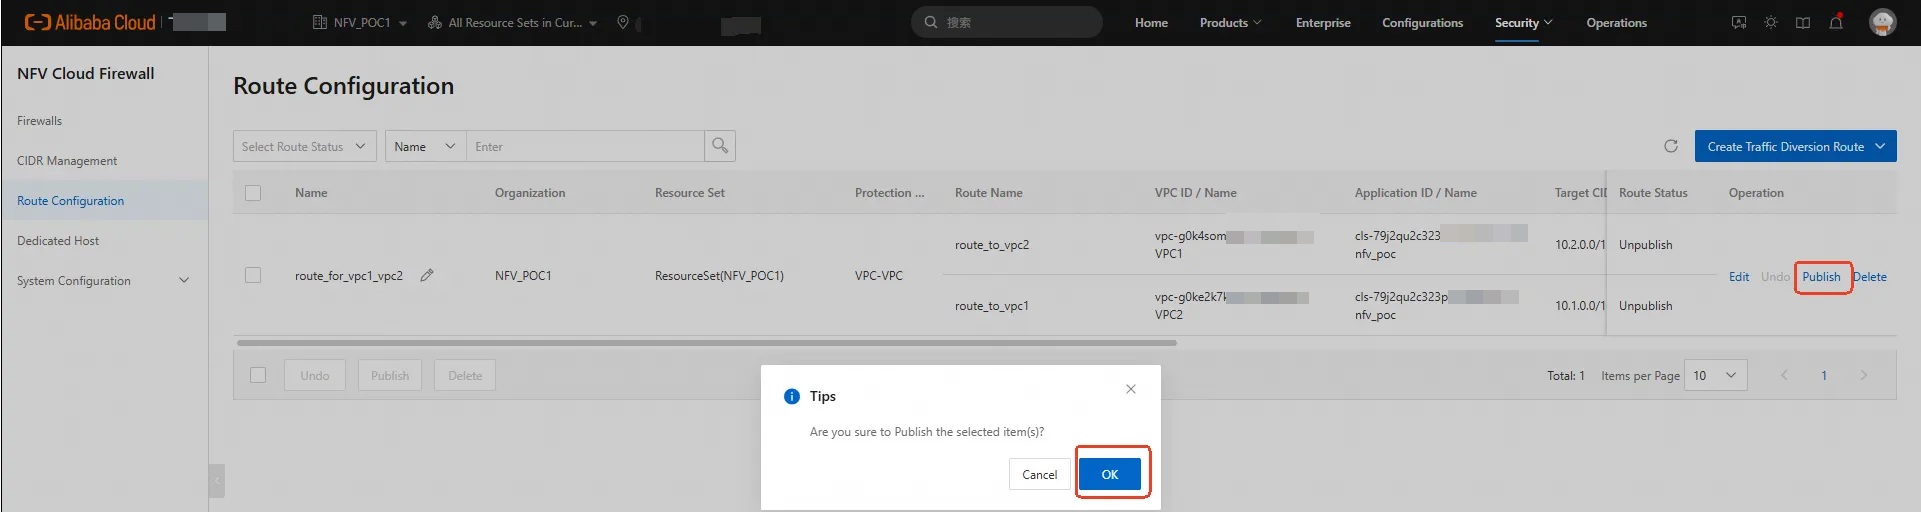 Alibaba Cloud
NFV_POC1
All Resource Sets in Cur...
搜索
Home
Products
Enterprise
Configurations
Security
Operations
NFV Cloud Firewall
Firewalls
CIDR Management
Route Configuration
Dedicated Host
System Configuration
Route Configuration
Select Route Status
Name
Enter
Create Traffic Diversion Route
Name
Organization
Resource Set
Protection ...
Route Name
VPC ID / Name
Application ID / Name
Target CID
Route Status
Operation
route_for_vpc1_vpc2
NFV_POC1
ResourceSet(NFV_POC1)
VPC-VPC
route_to_vpc2
vpc-g0k4som
VPC1
cls-79j2qu2c323
nfv_poc
10.2.0.0/1
Unpublish
route_to_vpc1
vpc-g0ke2k7k
VPC2
cls-79j2qu2c323p
nfv_poc
10.1.0.0/1
Unpublish
Edit
Undo
Publish
Delete
Undo
Publish
Delete
Total: 1
Items per Page
10
1
Tips
Are you sure to Publish the selected item(s)?
Cancel
OK